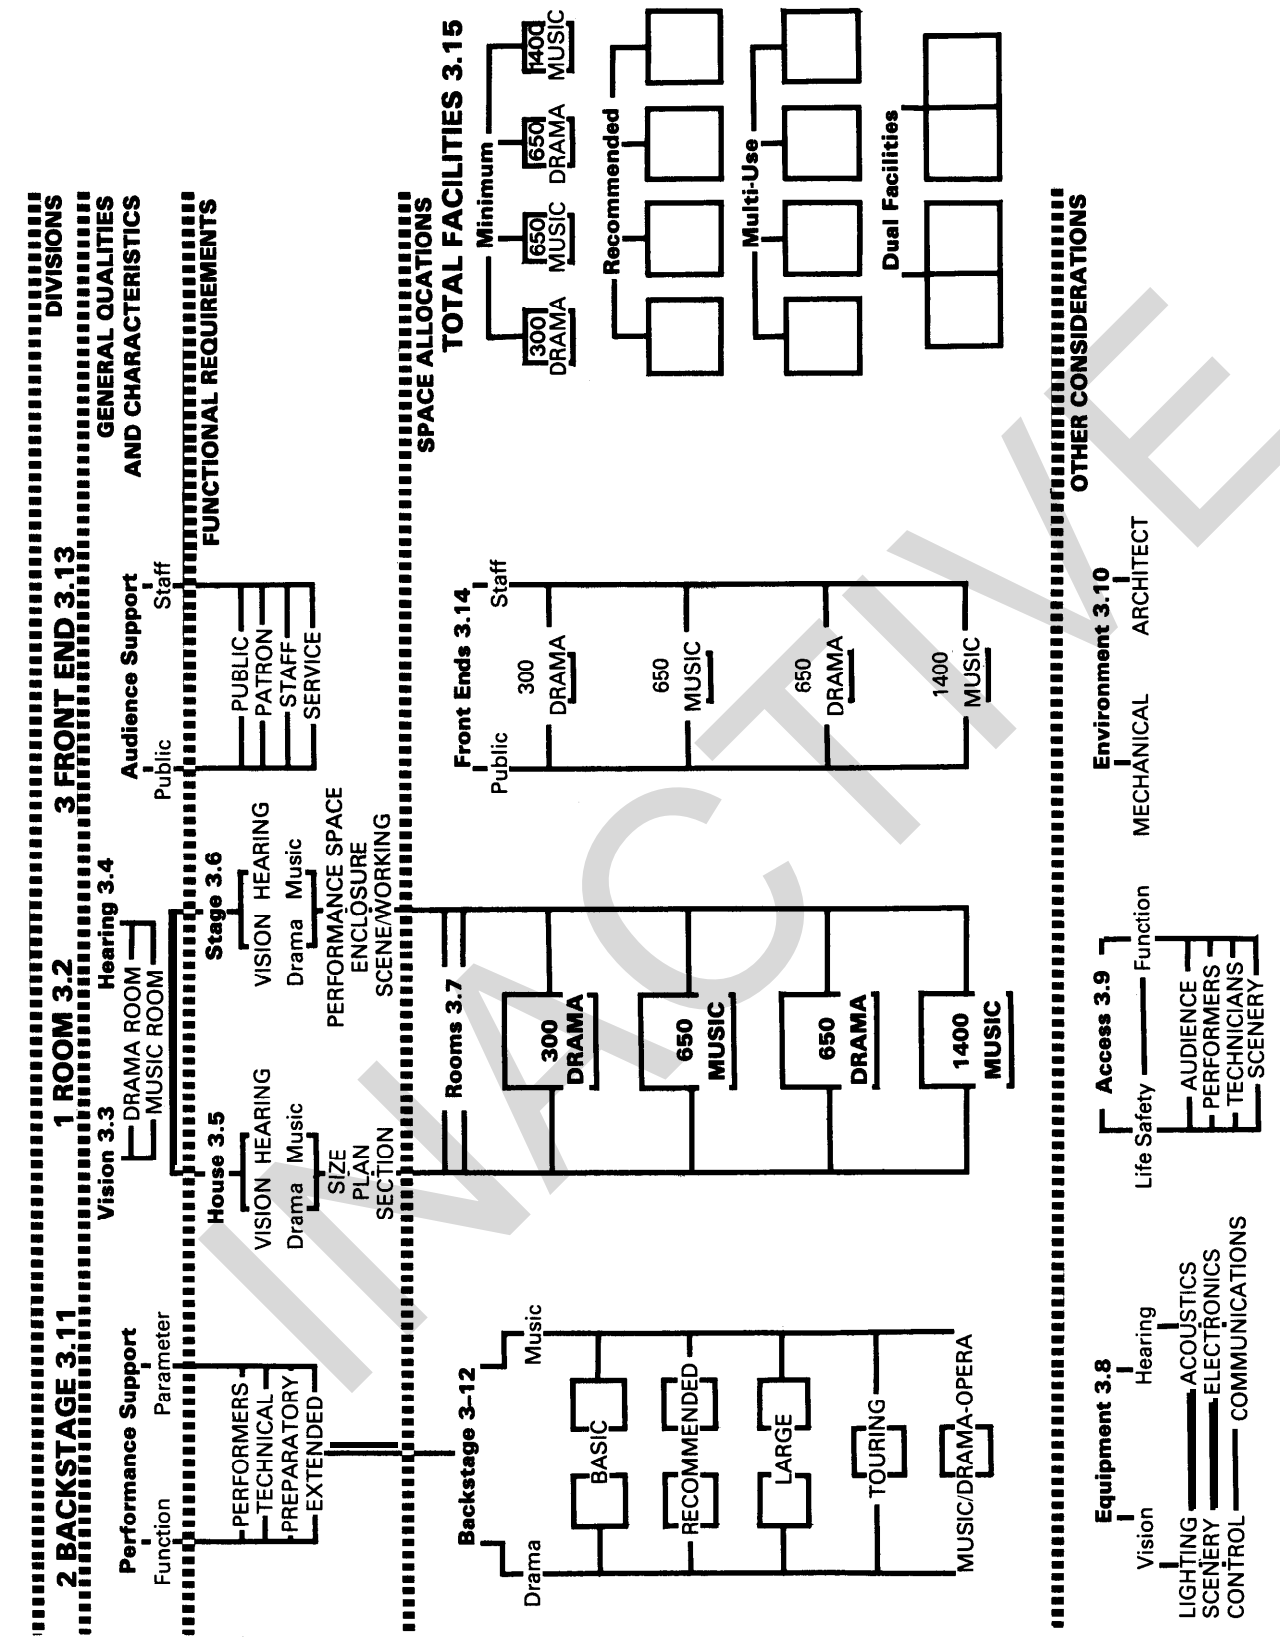 DIVISIONS
2 BACKSTAGE 3.11
1 ROOM 3.2
3 FRONT END 3.13
GENERAL QUALITIES
AND CHARACTERISTICS
Performance Support
Function
Parameter
Vision 3.3
Hearing 3.4
DRAMA ROOM
MUSIC ROOM
Audience Support
Public
Staff
FUNCTIONAL REQUIREMENTS
PERFORMERS
TECHNICAL
PREPARATORY
EXTENDED
House 3.5
VISION HEARING
Drama Music
SIZE
PLAN
SECTION
Stage 3.6
VISION HEARING
Drama Music
PERFORMANCE SPACE
ENCLOSURE
SCENE/WORKING
PUBLIC
PATRON
STAFF
SERVICE
SPACE ALLOCATIONS
Backstage 3-12
Drama
Music
BASIC
RECOMMENDED
LARGE
TOURING
MUSIC/DRAMA-OPERA
Rooms 3.7
300
DRAMA
650
MUSIC
650
DRAMA
1400
MUSIC
Front Ends 3.14
Public
Staff
300
DRAMA
650
MUSIC
650
DRAMA
1400
MUSIC
TOTAL FACILITIES 3.15
Minimum
300
DRAMA
650
MUSIC
650
DRAMA
1400
MUSIC
Recommended
Multi-Use
Dual Facilities
OTHER CONSIDERATIONS
Equipment 3.8
Vision
Hearing
LIGHTING ACOUSTICS
SCENERY ELECTRONICS
CONTROL COMMUNICATIONS
Access 3.9
Life Safety Function
AUDIENCE
PERFORMERS
TECHNICIANS
SCENERY
Environment 3.10
MECHANICAL ARCHITECT
INACTIVE